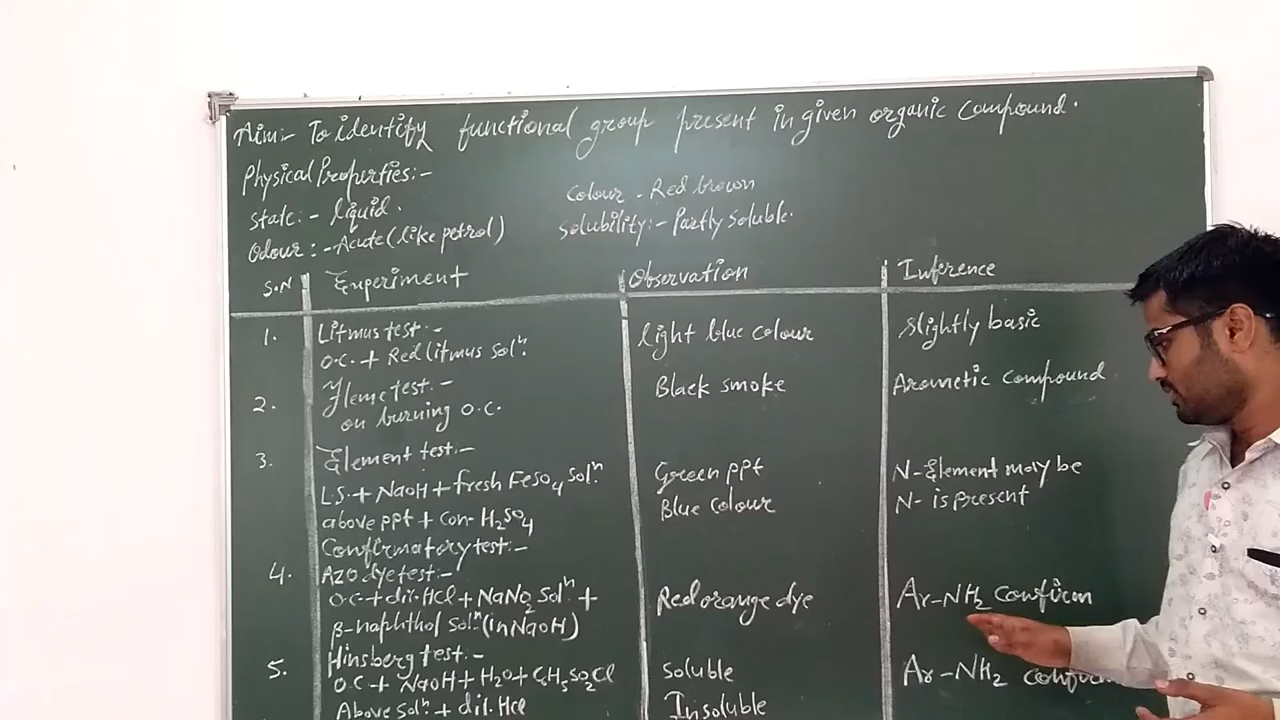 Aim:- To identify functional group present in given organic compound.
Physical Properties:-
State:- liquid.
Colour - Red brown
Odour:- Acute (like petrol)
Solubility:- Partly soluble.
S.N Experiment Observation Inference
1. Litmus test:- light blue colour slightly basic
O.C. + Red litmus solⁿ.
2. Fleme test.- Black smoke Arometic compound
on burning O.C.
3. Element test:-
L.S. + NaOH + fresh FeSO4 solⁿ. Green ppt N-Element may be
above ppt + con- H2SO4 Blue colour N- is present
Confirmatory test:-
4. Azo dye test:-
O.C + dil. HCl + NaNO2 solⁿ + Red orange dye Ar-NH2 confirm
β-naphthol solⁿ (in NaOH)
5. Hinsberg test:-
O.C + NaOH + H2O + C6H5SO2Cl soluble Ar-NH2
Above solⁿ. + dil. HCl Insoluble